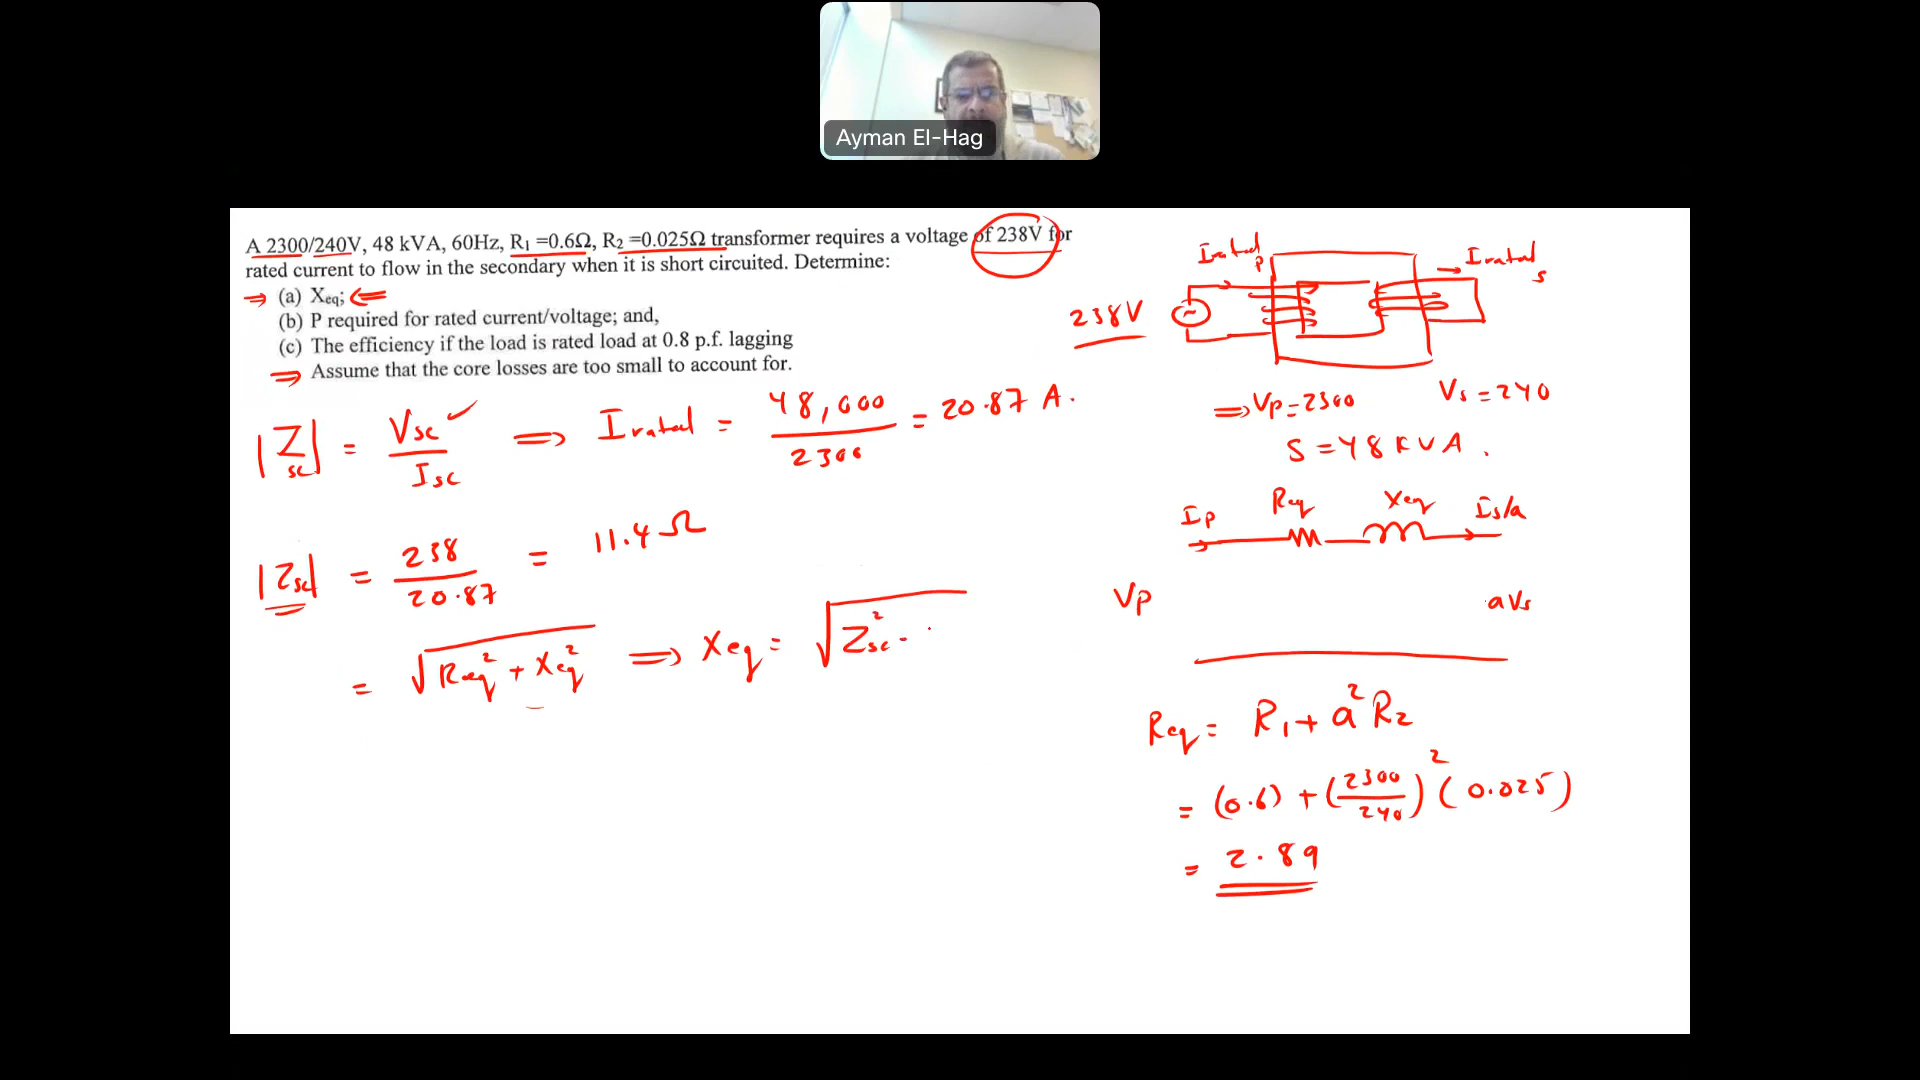 Ayman El-Hag
A 2300/240V, 48 kVA, 60Hz, R1 =0.6Ω, R2 =0.025Ω transformer requires a voltage of 238V for
rated current to flow in the secondary when it is short circuited. Determine:
⇒ (a) Xeq; ⇐
(b) P required for rated current/voltage; and,
(c) The efficiency if the load is rated load at 0.8 p.f. lagging
⇒ Assume that the core losses are too small to account for.
|Zsc| = Vsc ✓ / Isc ⇒ Irated = 48,000 / 2300 = 20.87 A.
|Zsc| = 238 / 20.87 = 11.4 Ω
= √(Req² + Xeq²) ⇒ Xeq = √(Zsc² -
Irated p
Irated s
238V
~
⇒ Vp = 2300 Vs = 240
S = 48 KVA.
Ip Req Xeq Is/a
Vp aVs
Req = R1 + a² R2
= (0.6) + (2300/240)² (0.025)
= 2.89